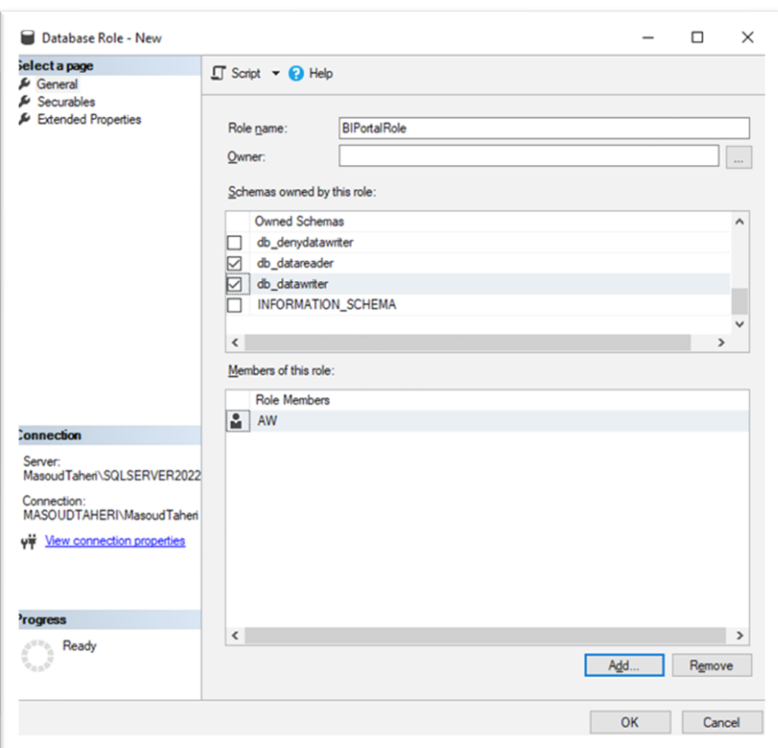 Database Role - New
Select a page
General
Securables
Extended Properties
Script
Help
Role name:
BIPortalRole
Owner:
...
Schemas owned by this role:
Owned Schemas
db_denydatawriter
db_datareader
db_datawriter
INFORMATION_SCHEMA
Members of this role:
Role Members
AW
Connection
Server:
MasoudTaheri\SQLSERVER2022
Connection:
MASOUDTAHERI\MasoudTaheri
View connection properties
Progress
Ready
Add...
Remove
OK
Cancel